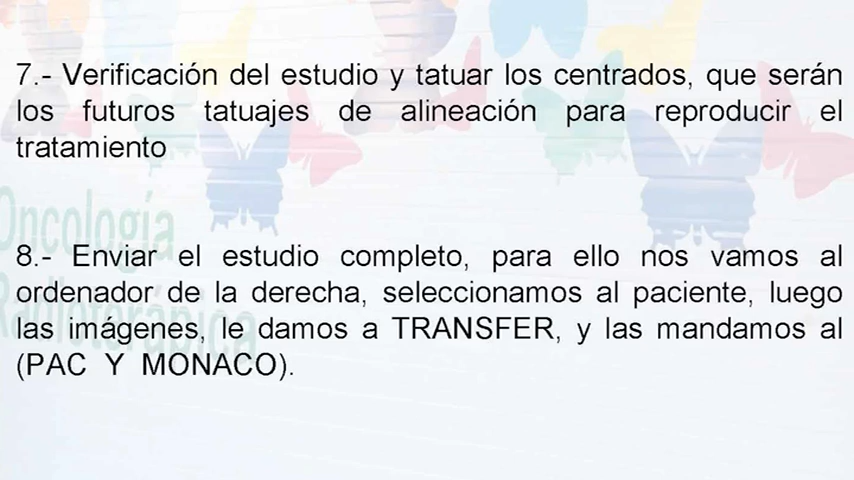 7.- Verificación del estudio y tatuar los centrados, que serán
los futuros tatuajes de alineación para reproducir el
tratamiento
Oncología
Radioterápica
8.- Enviar el estudio completo, para ello nos vamos al
ordenador de la derecha, seleccionamos al paciente, luego
las imágenes, le damos a TRANSFER, y las mandamos al
(PAC Y MONACO).